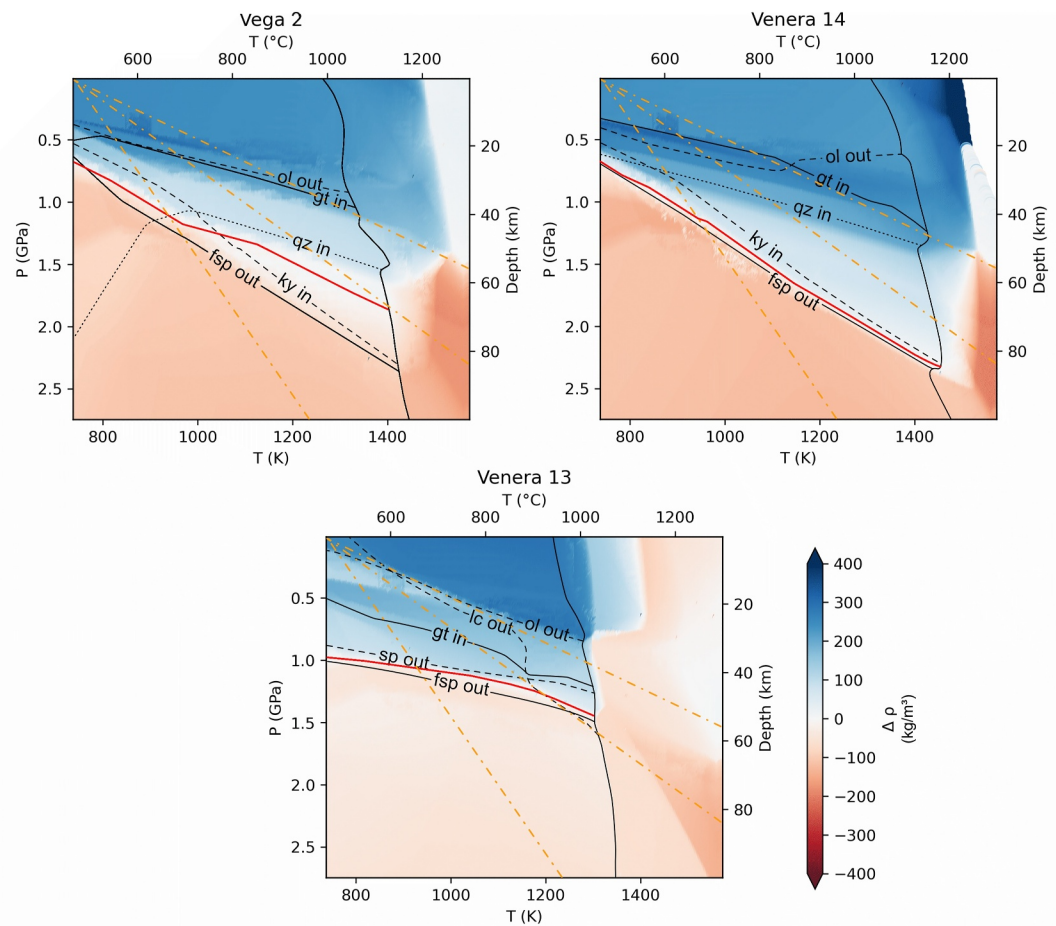 Vega 2
T (°C)
600 800 1000 1200
0.5
1.0
1.5
2.0
2.5
P (GPa)
ol out
gt in
qz in
ky in
fsp out
20
40
60
80
Depth (km)
800 1000 1200 1400
T (K)
Venera 14
T (°C)
600 800 1000 1200
0.5
1.0
1.5
2.0
2.5
P (GPa)
ol out
gt in
qz in
ky in
fsp out
20
40
60
80
Depth (km)
800 1000 1200 1400
T (K)
Venera 13
T (°C)
600 800 1000 1200
0.5
1.0
1.5
2.0
2.5
P (GPa)
lc out
ol out
gt in
sp out
fsp out
20
40
60
80
Depth (km)
800 1000 1200 1400
T (K)
400
300
200
100
0
−100
−200
−300
−400
Δ ρ
(kg/m³)